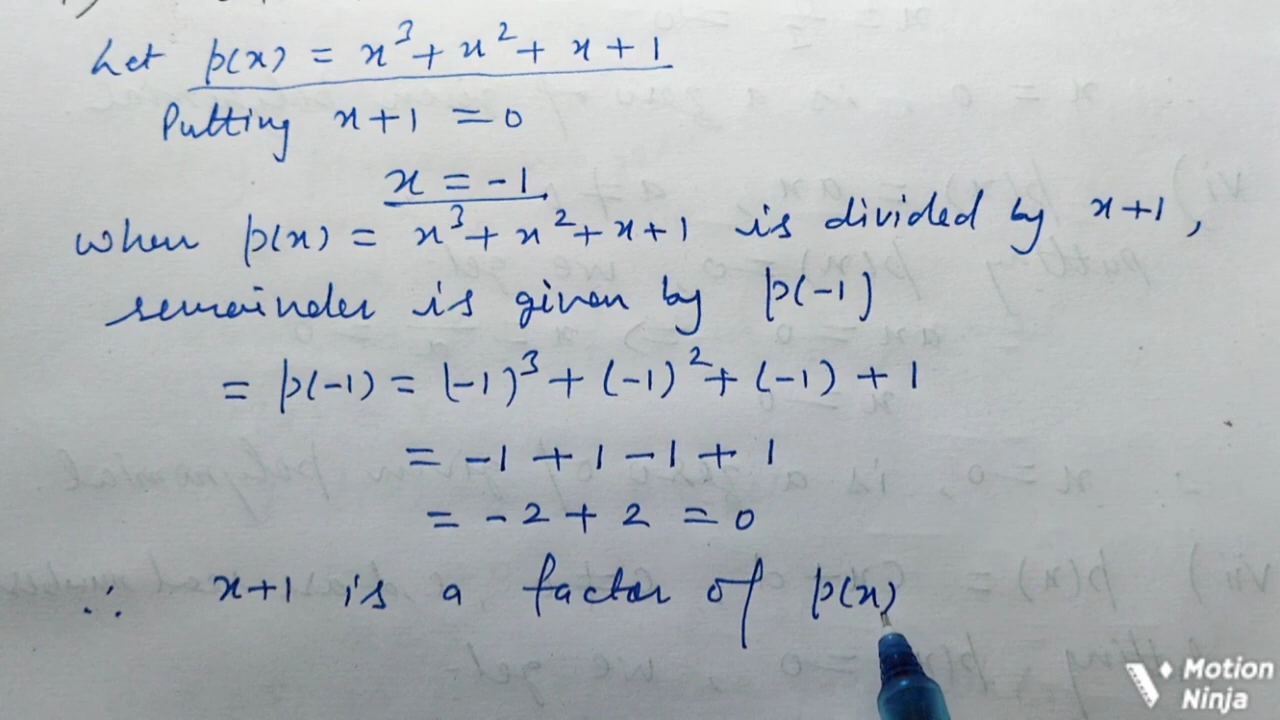 Let p(x) = x³ + x² + x + 1
Putting x+1 = 0
x = -1
when p(x) = x³ + x² + x + 1 is divided by x+1,
remainder is given by p(-1)
= p(-1) = (-1)³ + (-1)² + (-1) + 1
= -1 + 1 - 1 + 1
= -2 + 2 = 0
∴ x+1 is a factor of p(x)
Motion
Ninja